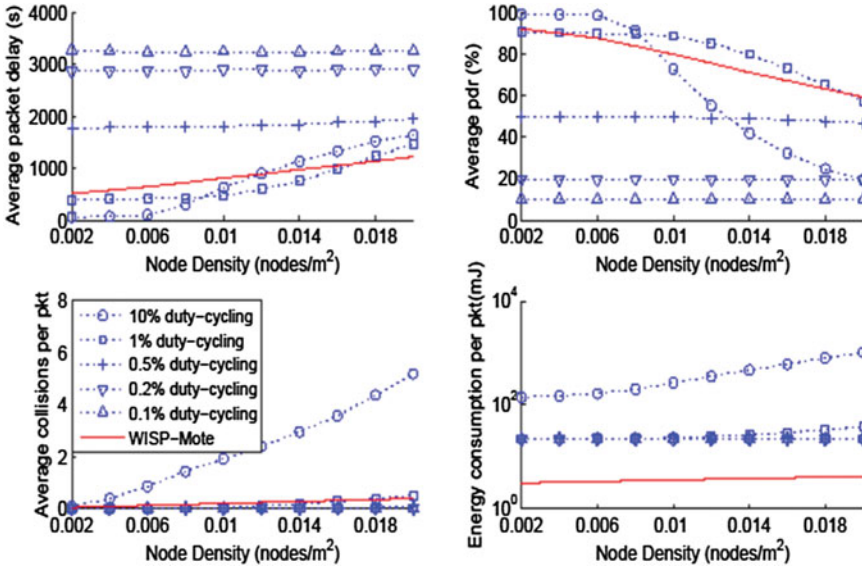 Average packet delay (s)
4000
3000
2000
1000
0
0.002 0.006 0.01 0.014 0.018
Node Density (nodes/m²)
Average pdr (%)
100
80
60
40
20
0
0.002 0.006 0.01 0.014 0.018
Node Density (nodes/m²)
Average collisions per pkt
8
6
4
2
0
10% duty-cycling
1% duty-cycling
0.5% duty-cycling
0.2% duty-cycling
0.1% duty-cycling
WISP-Mote
0.002 0.006 0.01 0.014 0.018
Node Density (nodes/m²)
Energy consumption per pkt(mJ)
10⁴
10²
10⁰
0.002 0.006 0.01 0.014 0.018
Node Density (nodes/m²)